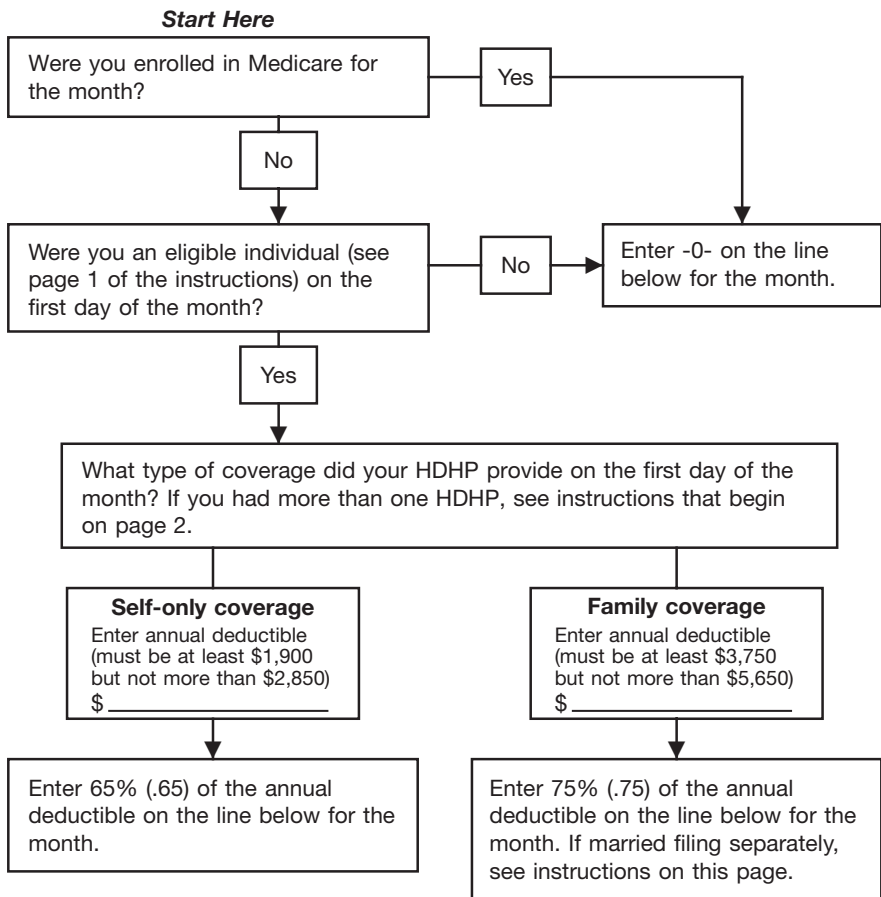 Start Here
Were you enrolled in Medicare for
the month?
Yes
No
Were you an eligible individual (see
page 1 of the instructions) on the
first day of the month?
No
Enter -0- on the line
below for the month.
Yes
What type of coverage did your HDHP provide on the first day of the
month? If you had more than one HDHP, see instructions that begin
on page 2.
Self-only coverage
Enter annual deductible
(must be at least $1,900
but not more than $2,850)
$
Family coverage
Enter annual deductible
(must be at least $3,750
but not more than $5,650)
$
Enter 65% (.65) of the annual
deductible on the line below for the
month.
Enter 75% (.75) of the annual
deductible on the line below for the
month. If married filing separately,
see instructions on this page.